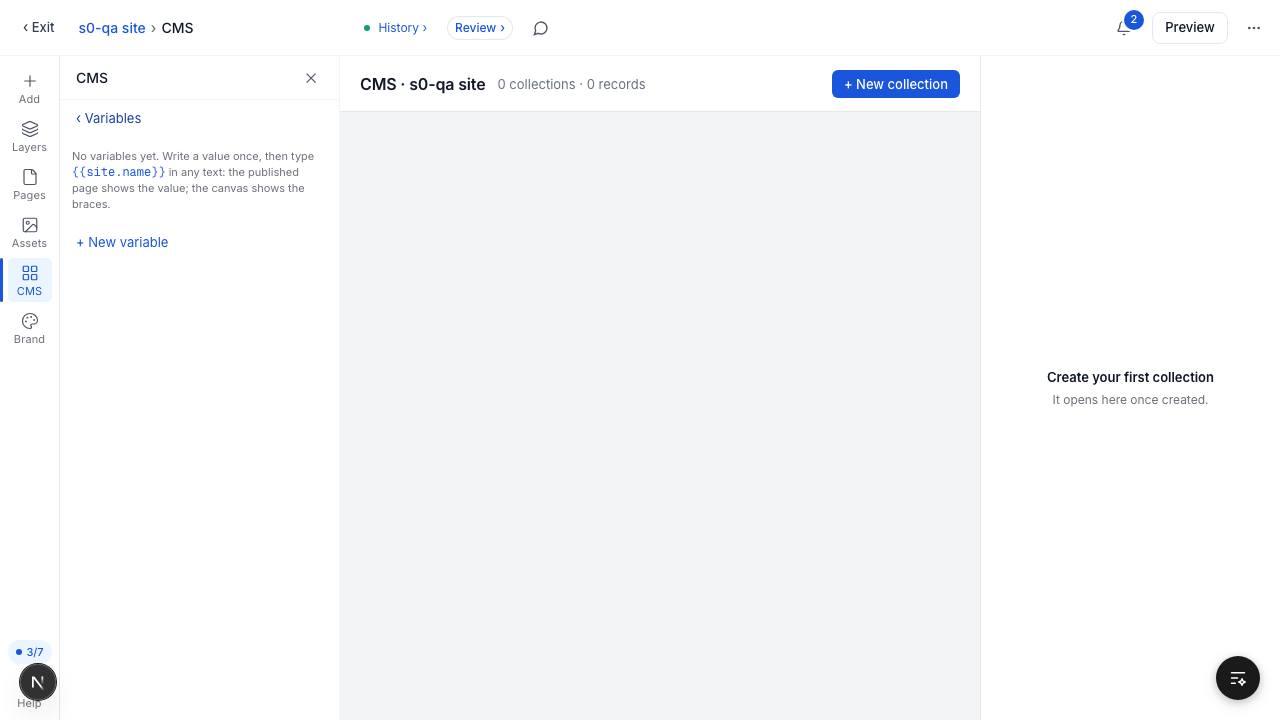 ‹ Exit
s0-qa site › CMS
History ›
Review ›
2
Preview
Add
Layers
Pages
Assets
CMS
Brand
3/7
N
Help
CMS
‹ Variables
No variables yet. Write a value once, then type
{{site.name}} in any text: the published
page shows the value; the canvas shows the
braces.
+ New variable
CMS · s0-qa site 0 collections · 0 records
+ New collection
Create your first collection
It opens here once created.